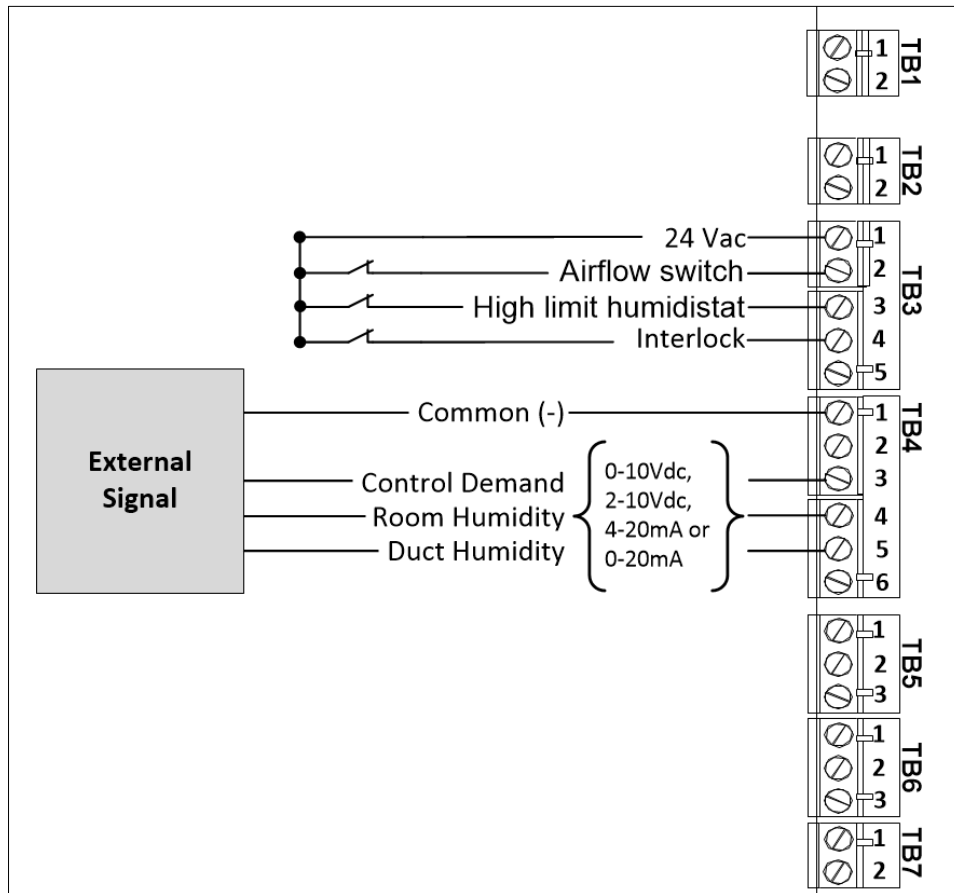 1
2
TB1
1
2
TB2
24 Vac
1
Airflow switch
2
High limit humidistat
3
Interlock
4
5
TB3
Common (-)
1
2
External
Signal
Control Demand
3
Room Humidity
4
Duct Humidity
5
6
0-10Vdc,
2-10Vdc,
4-20mA or
0-20mA
TB4
1
2
3
TB5
1
2
3
TB6
1
2
TB7